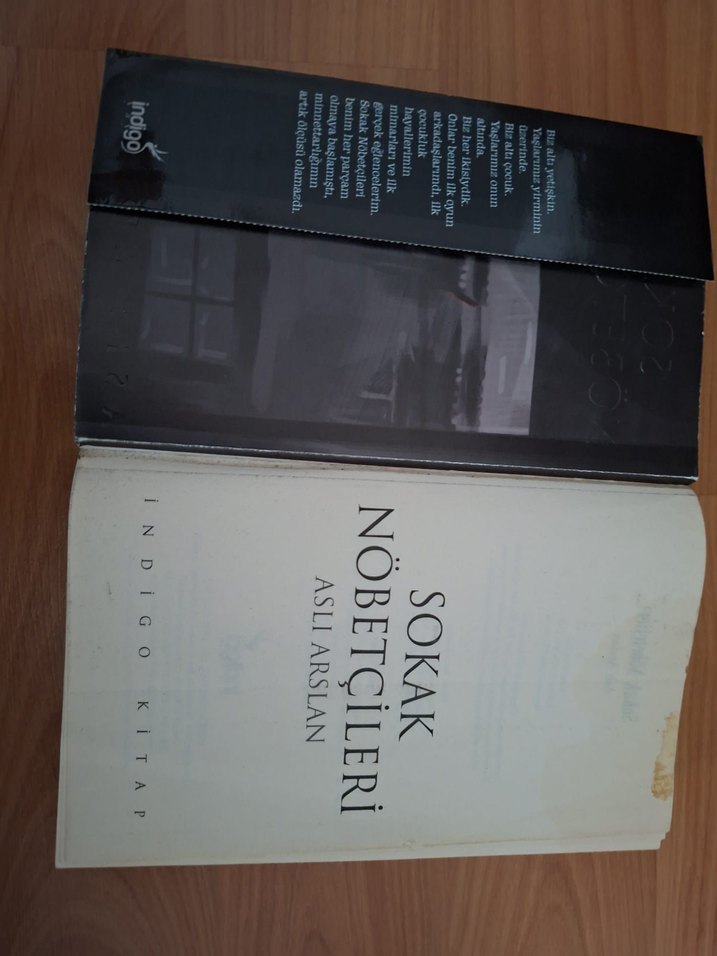 Biz altı yetişkin.
Yaşlarımız yirminin
üzerinde.
Biz altı çocuk.
Yaşlarımız onun
altında.
Biz her ikisiydik.
Onlar benim ilk oyun
arkadaşlarımdı, ilk
çocukluk
hayallerimin
mimarları ve ilk
gerçek eğlencelerim.
Sokak Nöbetçileri
benim her parçam
olmaya başlamıştı,
minnettarlığımın
artık ölçüsü olamazdı.
indigo
SOKAK
NÖBETÇİLERİ
ASLI ARSLAN
İNDİGO KİTAP